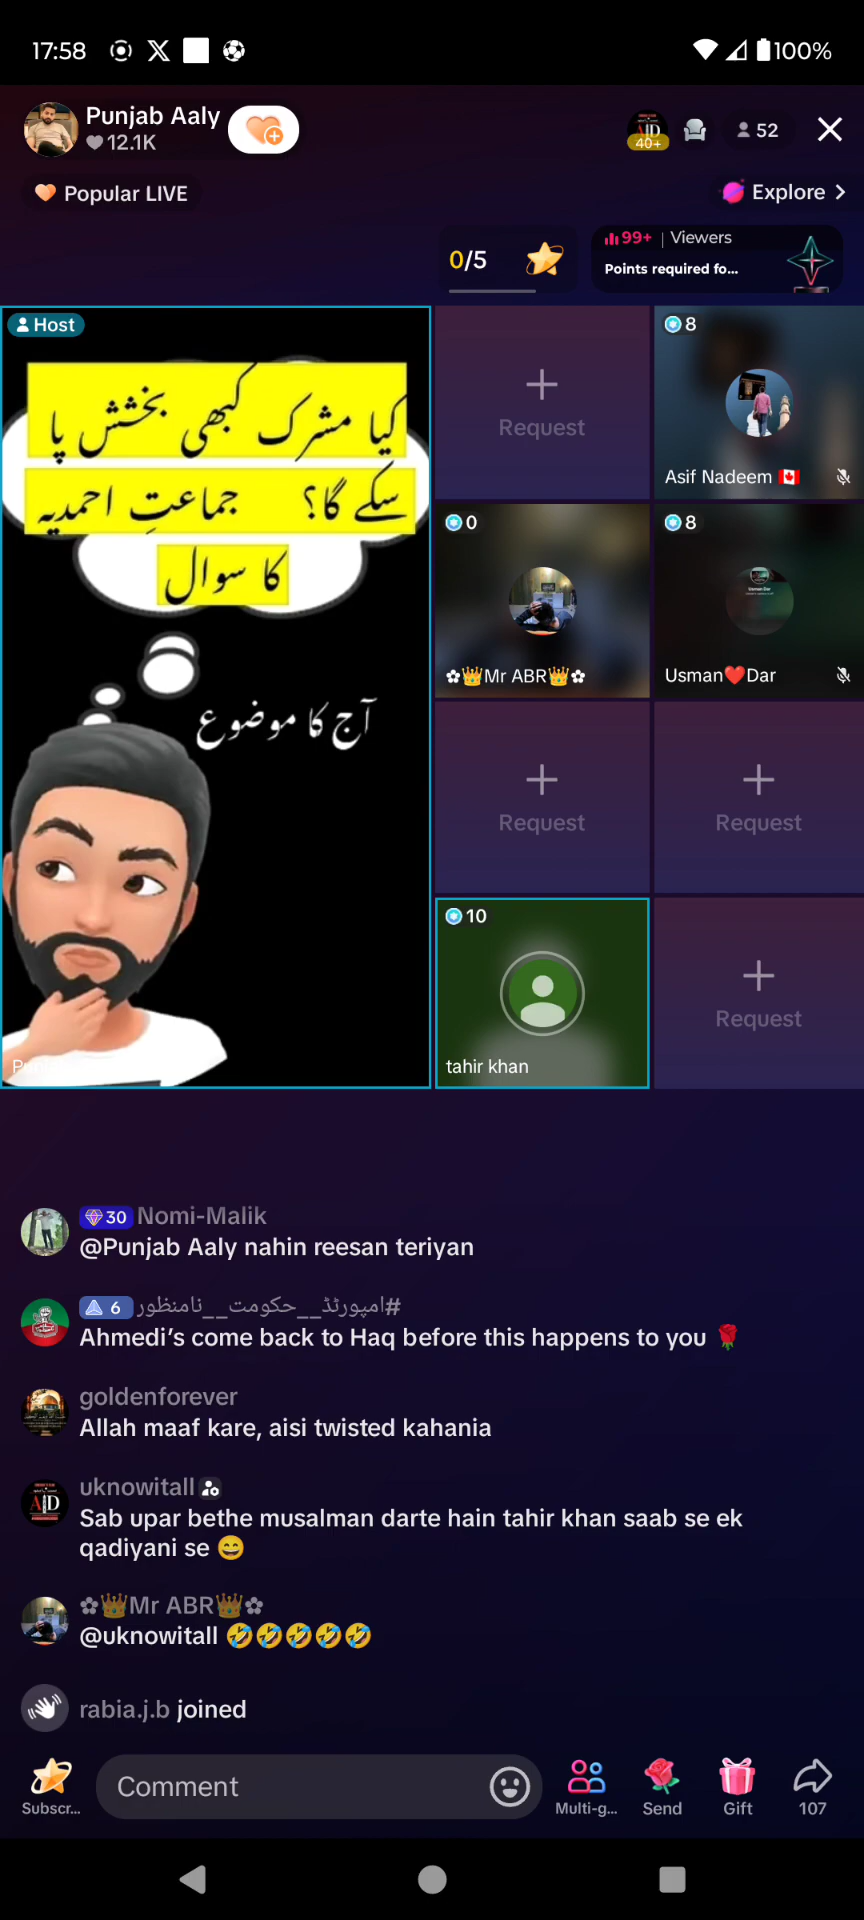 17:58
100%
Punjab Aaly
12.1K
40+
52
Popular LIVE
Explore
0/5
99+ | Viewers
Points required fo...
Host
کیا مشرک کبھی بخشش پا
سکے گا؟ جماعتِ احمدیہ
کا سوال
آج کا موضوع
Request
8
Asif Nadeem 🇨🇦
0
✿👑Mr ABR👑✿
8
Usman❤️Dar
Request
Request
10
tahir khan
Request
30 Nomi-Malik
@Punjab Aaly nahin reesan teriyan
6 #امپورٹڈ__حکومت__نامنظور
Ahmedi’s come back to Haq before this happens to you 🌹
goldenforever
Allah maaf kare, aisi twisted kahania
uknowitall
Sab upar bethe musalman darte hain tahir khan saab se ek
qadiyani se 😄
✿👑Mr ABR👑✿
@uknowitall 🤣🤣🤣🤣🤣
rabia.j.b joined
Comment
Subscr...
Multi-g...
Send
Gift
107